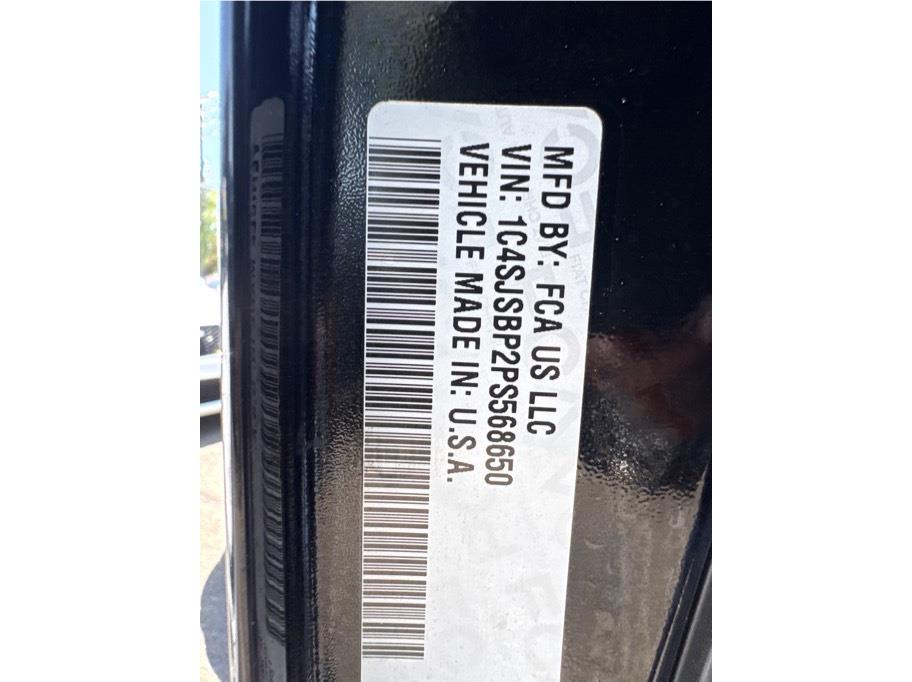 MFD BY: FCA US LLC
VIN: 1C4SJSBP2PS568650
VEHICLE MADE IN: U.S.A.